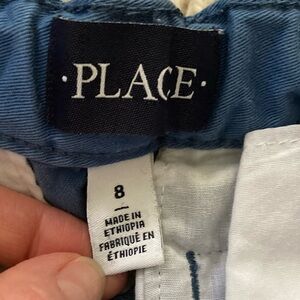 · PLACE ·
8
MADE IN
ETHIOPIA
FABRIQUÉ EN
ÉTHIOPIE